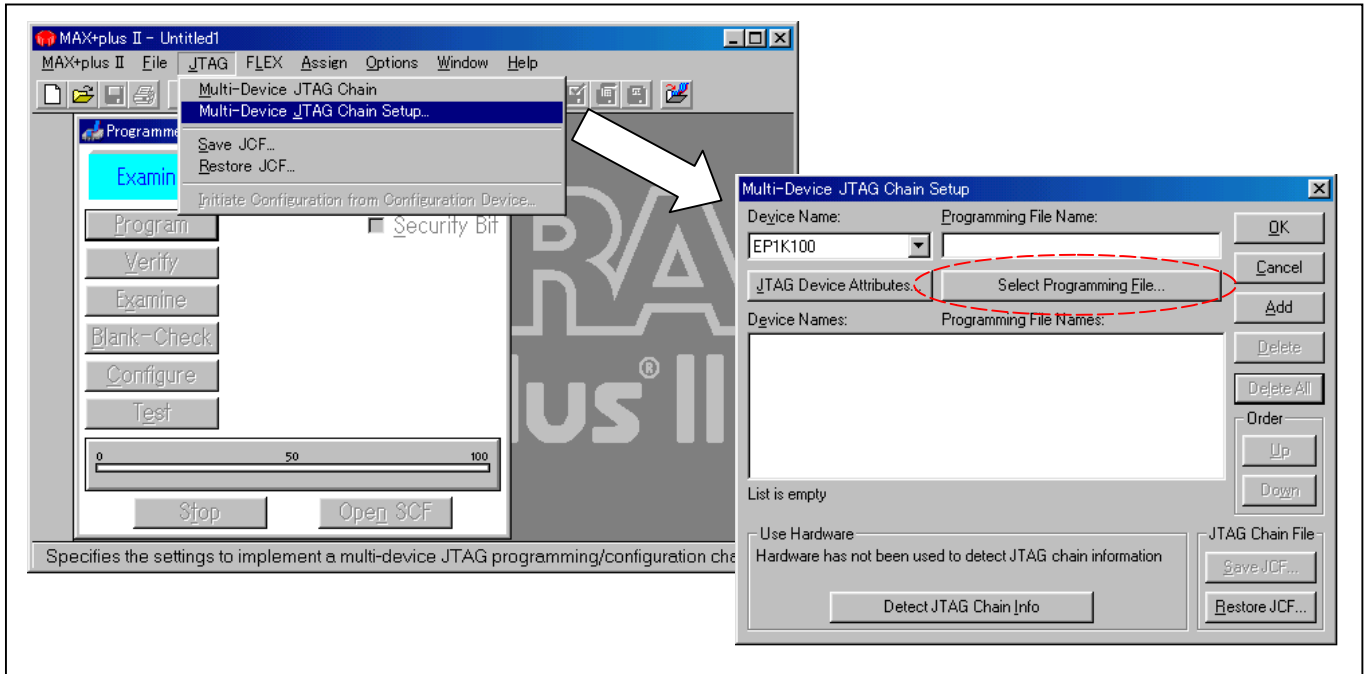 MAX+plus II - Untitled1
MAX+plus II File JTAG FLEX Assign Options Window Help
Multi-Device JTAG Chain
Multi-Device JTAG Chain Setup...
Save JCF...
Restore JCF...
Initiate Configuration from Configuration Device...
Programme
Examin
Program
Security Bit
Verify
Examine
Blank-Check
Configure
Test
0 50 100
Stop Open SCF
RA
lus® II
Specifies the settings to implement a multi-device JTAG programming/configuration cha
Multi-Device JTAG Chain Setup
Device Name: Programming File Name:
EP1K100
JTAG Device Attributes... Select Programming File...
Device Names: Programming File Names:
List is empty
OK
Cancel
Add
Delete
Delete All
Order
Up
Down
Use Hardware
Hardware has not been used to detect JTAG chain information
Detect JTAG Chain Info
JTAG Chain File
Save JCF...
Restore JCF...